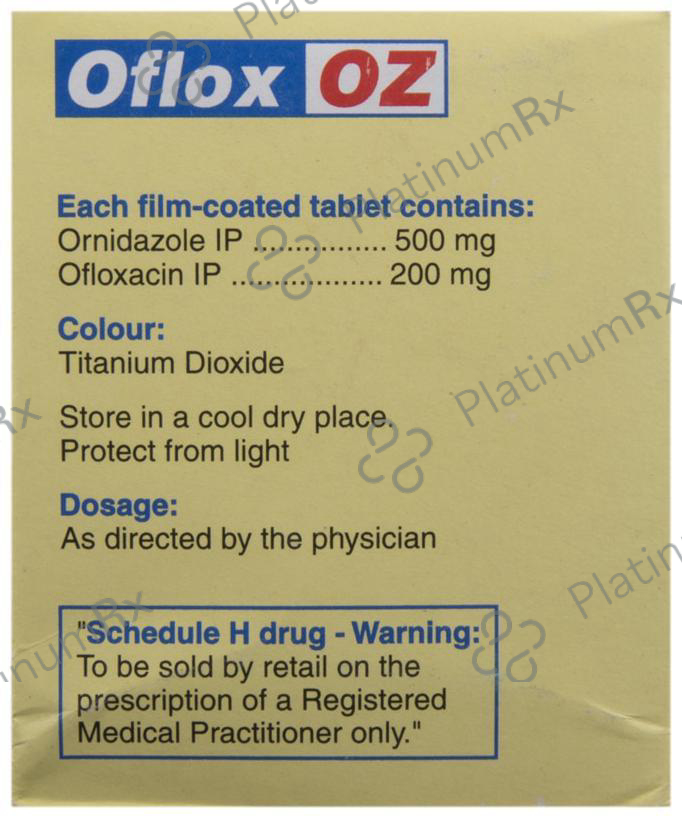 Oflox OZ
Each film-coated tablet contains:
Ornidazole IP ................ 500 mg
Ofloxacin IP .................. 200 mg
Colour:
Titanium Dioxide
Store in a cool dry place.
Protect from light
Dosage:
As directed by the physician
"Schedule H drug - Warning:
To be sold by retail on the
prescription of a Registered
Medical Practitioner only."
PlatinumRx
PlatinumRx